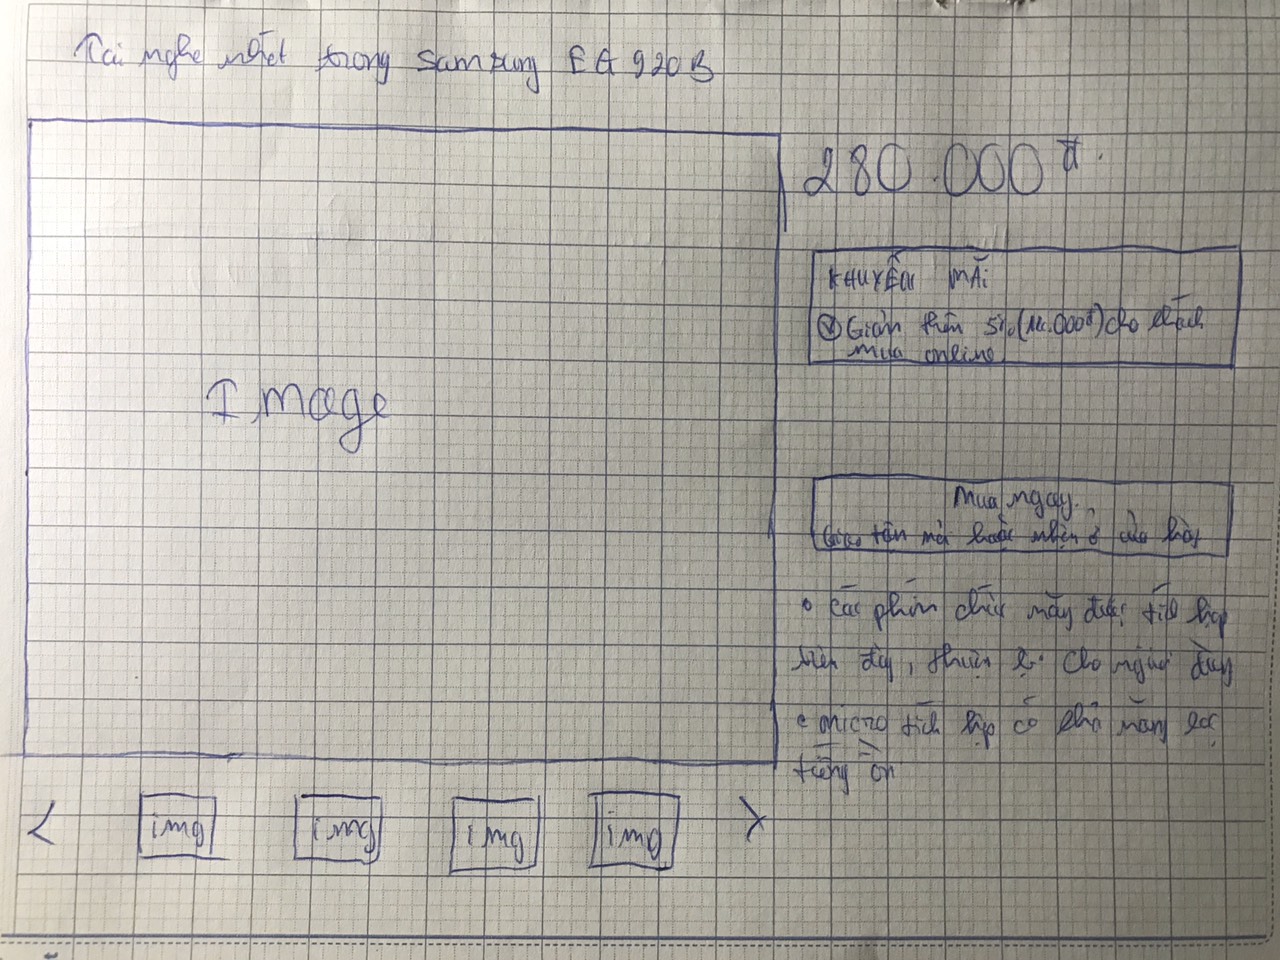 Tai nghe nhét trong Samsung EG 920B
280.000đ
KHUYẾN MÃI
Giảm thêm 5% (14.000đ) cho khách
mua online
Image
Mua ngay.
Giao tận nơi hoặc nhận ở cửa hàng
Các phím chức năng được tích hợp
trên dây, thuận lợi cho người dùng
micro tích hợp có khả năng lọc
tiếng ồn
< img img img img >